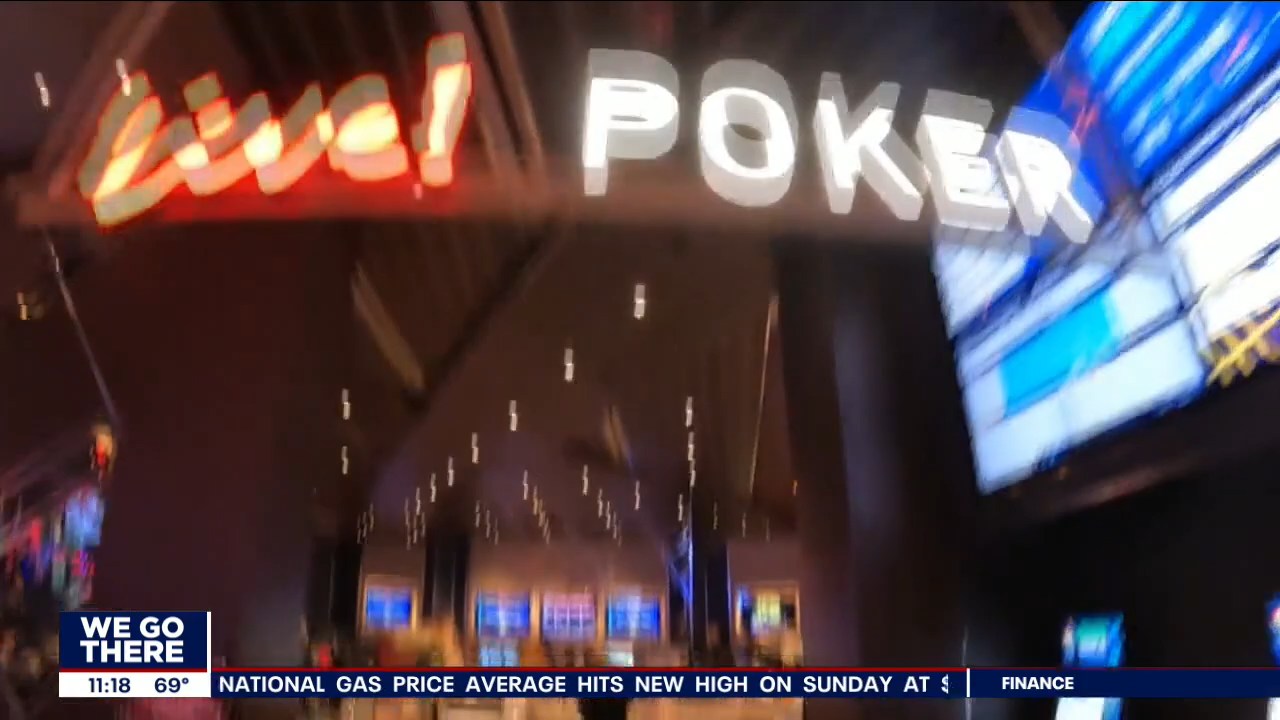 Live! POKER
WE GO
THERE
11:18 69°
NATIONAL GAS PRICE AVERAGE HITS NEW HIGH ON SUNDAY AT $
FINANCE